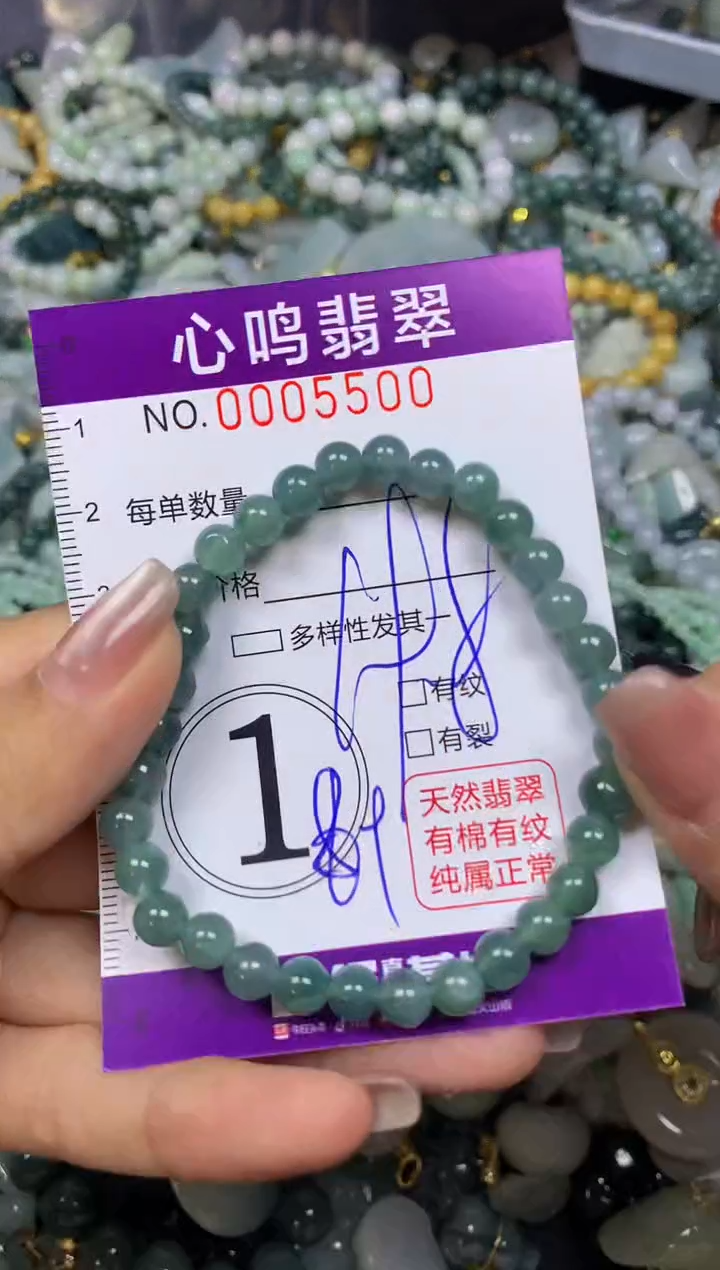 心鸣翡翠
NO.0005500
1
2
每单数量
格
多样性发其一
有纹
有裂
1
天然翡翠
有棉有纹
纯属正常